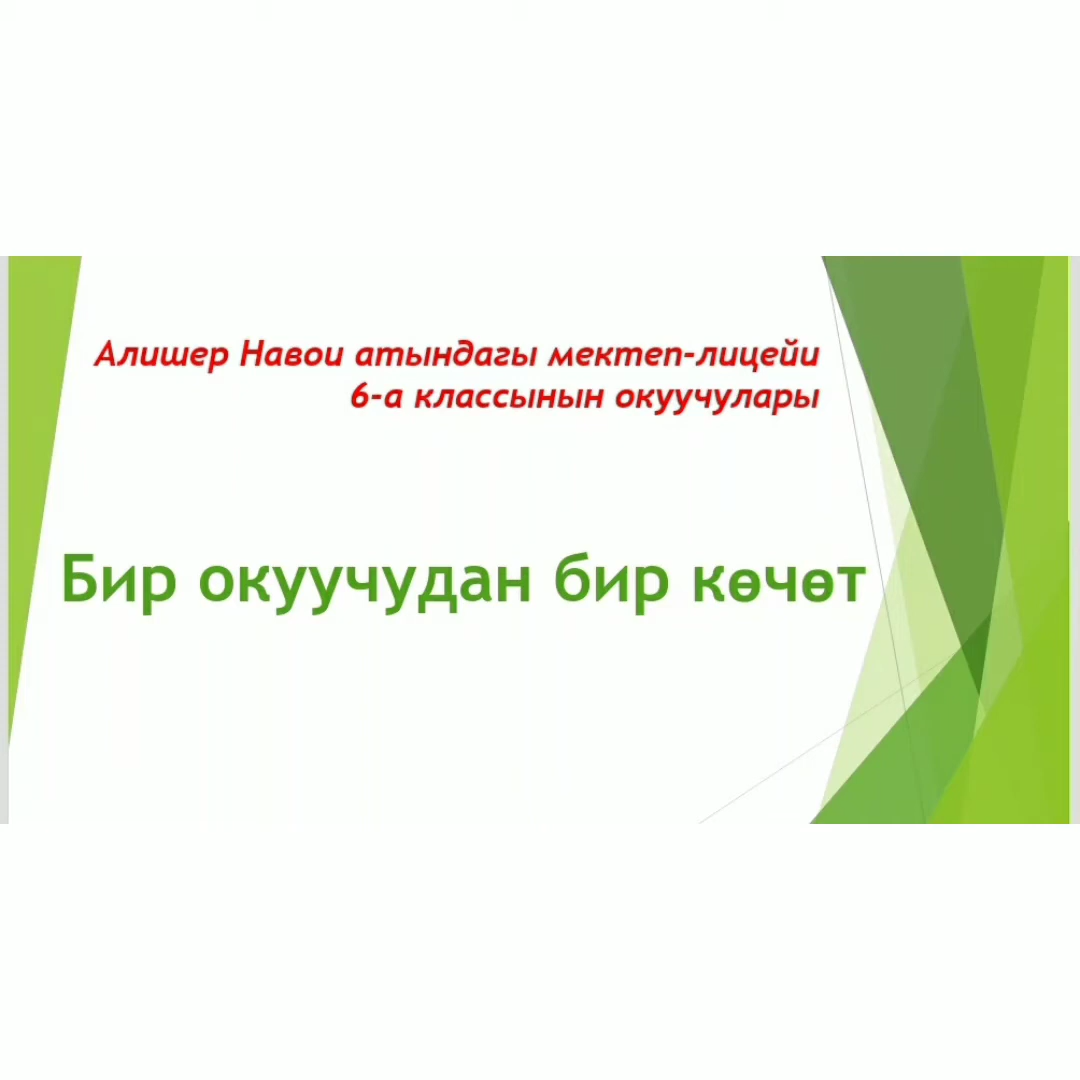 Алишер Навои атындагы мектеп-лицейи
6-а классынын окуучулары
Бир окуучудан бир көчөт